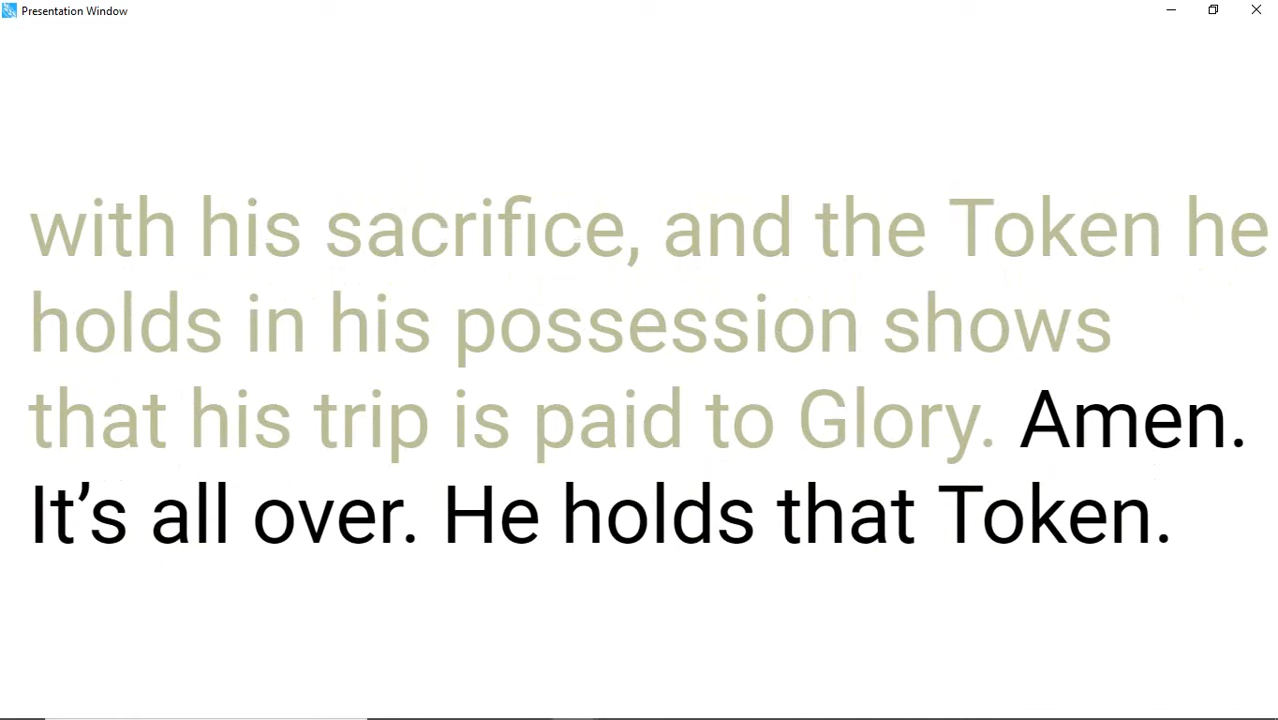 Presentation Window
with his sacrifice, and the Token he
holds in his possession shows
that his trip is paid to Glory. Amen.
It’s all over. He holds that Token.